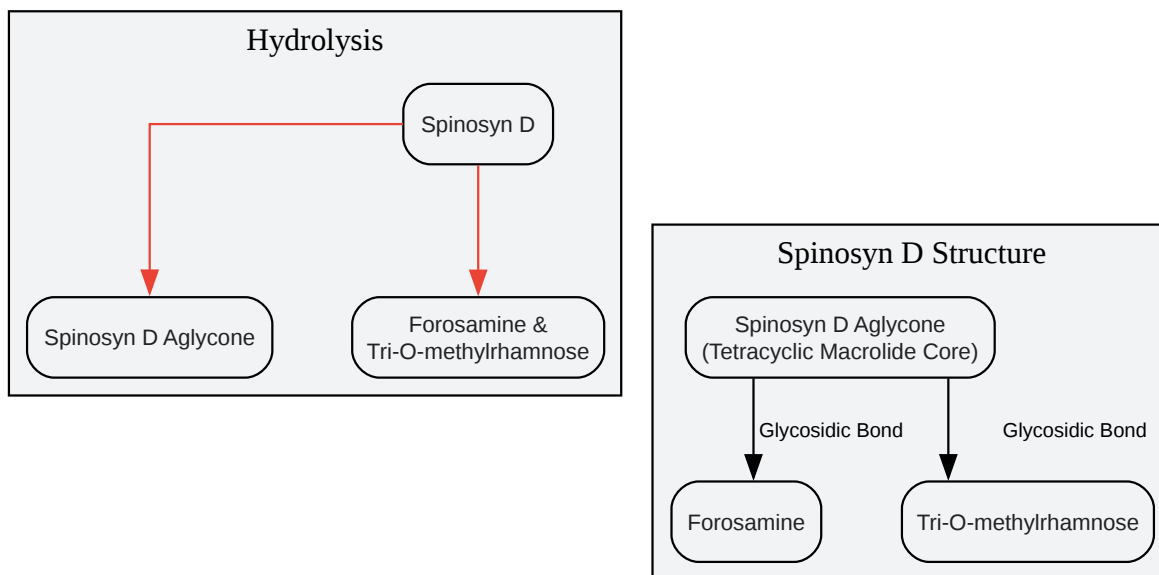 Hydrolysis
Spinosyn D
Spinosyn D Aglycone
Forosamine &
Tri-O-methylrhamnose
Spinosyn D Structure
Spinosyn D Aglycone
(Tetracyclic Macrolide Core)
Glycosidic Bond
Glycosidic Bond
Forosamine
Tri-O-methylrhamnose